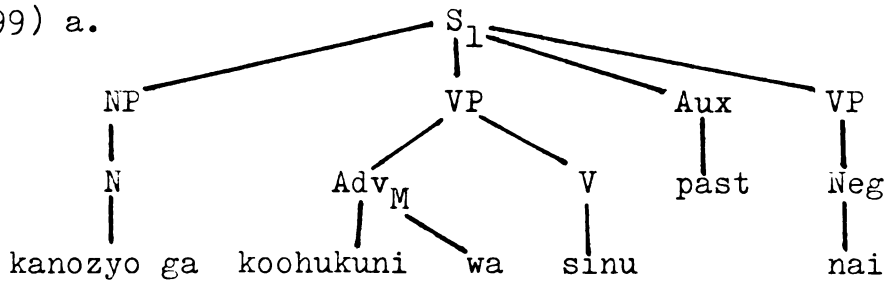 99) a.
S1
NP VP Aux VP
N AdvM V past Neg
kanozyo ga koohukuni wa sinu nai